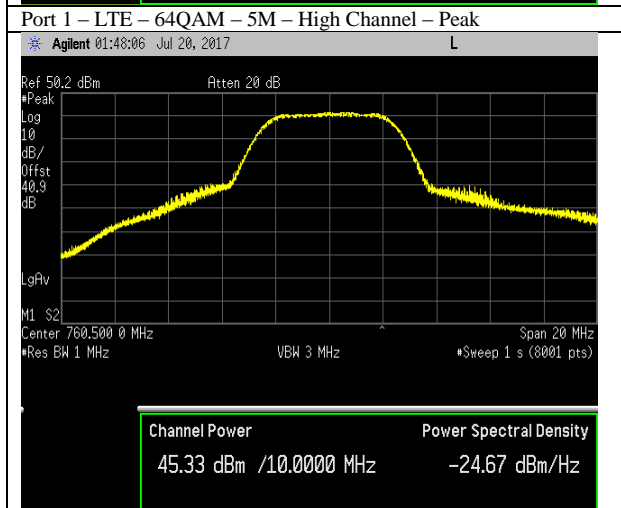 Port 1 – LTE – 64QAM – 5M – High Channel – Peak
Agilent 01:48:06 Jul 20, 2017 L
Ref 50.2 dBm Atten 20 dB
#Peak
Log
10
dB/
Offst
40.9
dB
LgAv
M1 S2
Center 760.500 0 MHz Span 20 MHz
#Res BW 1 MHz VBW 3 MHz #Sweep 1 s (8001 pts)
Channel Power Power Spectral Density
45.33 dBm /10.0000 MHz -24.67 dBm/Hz